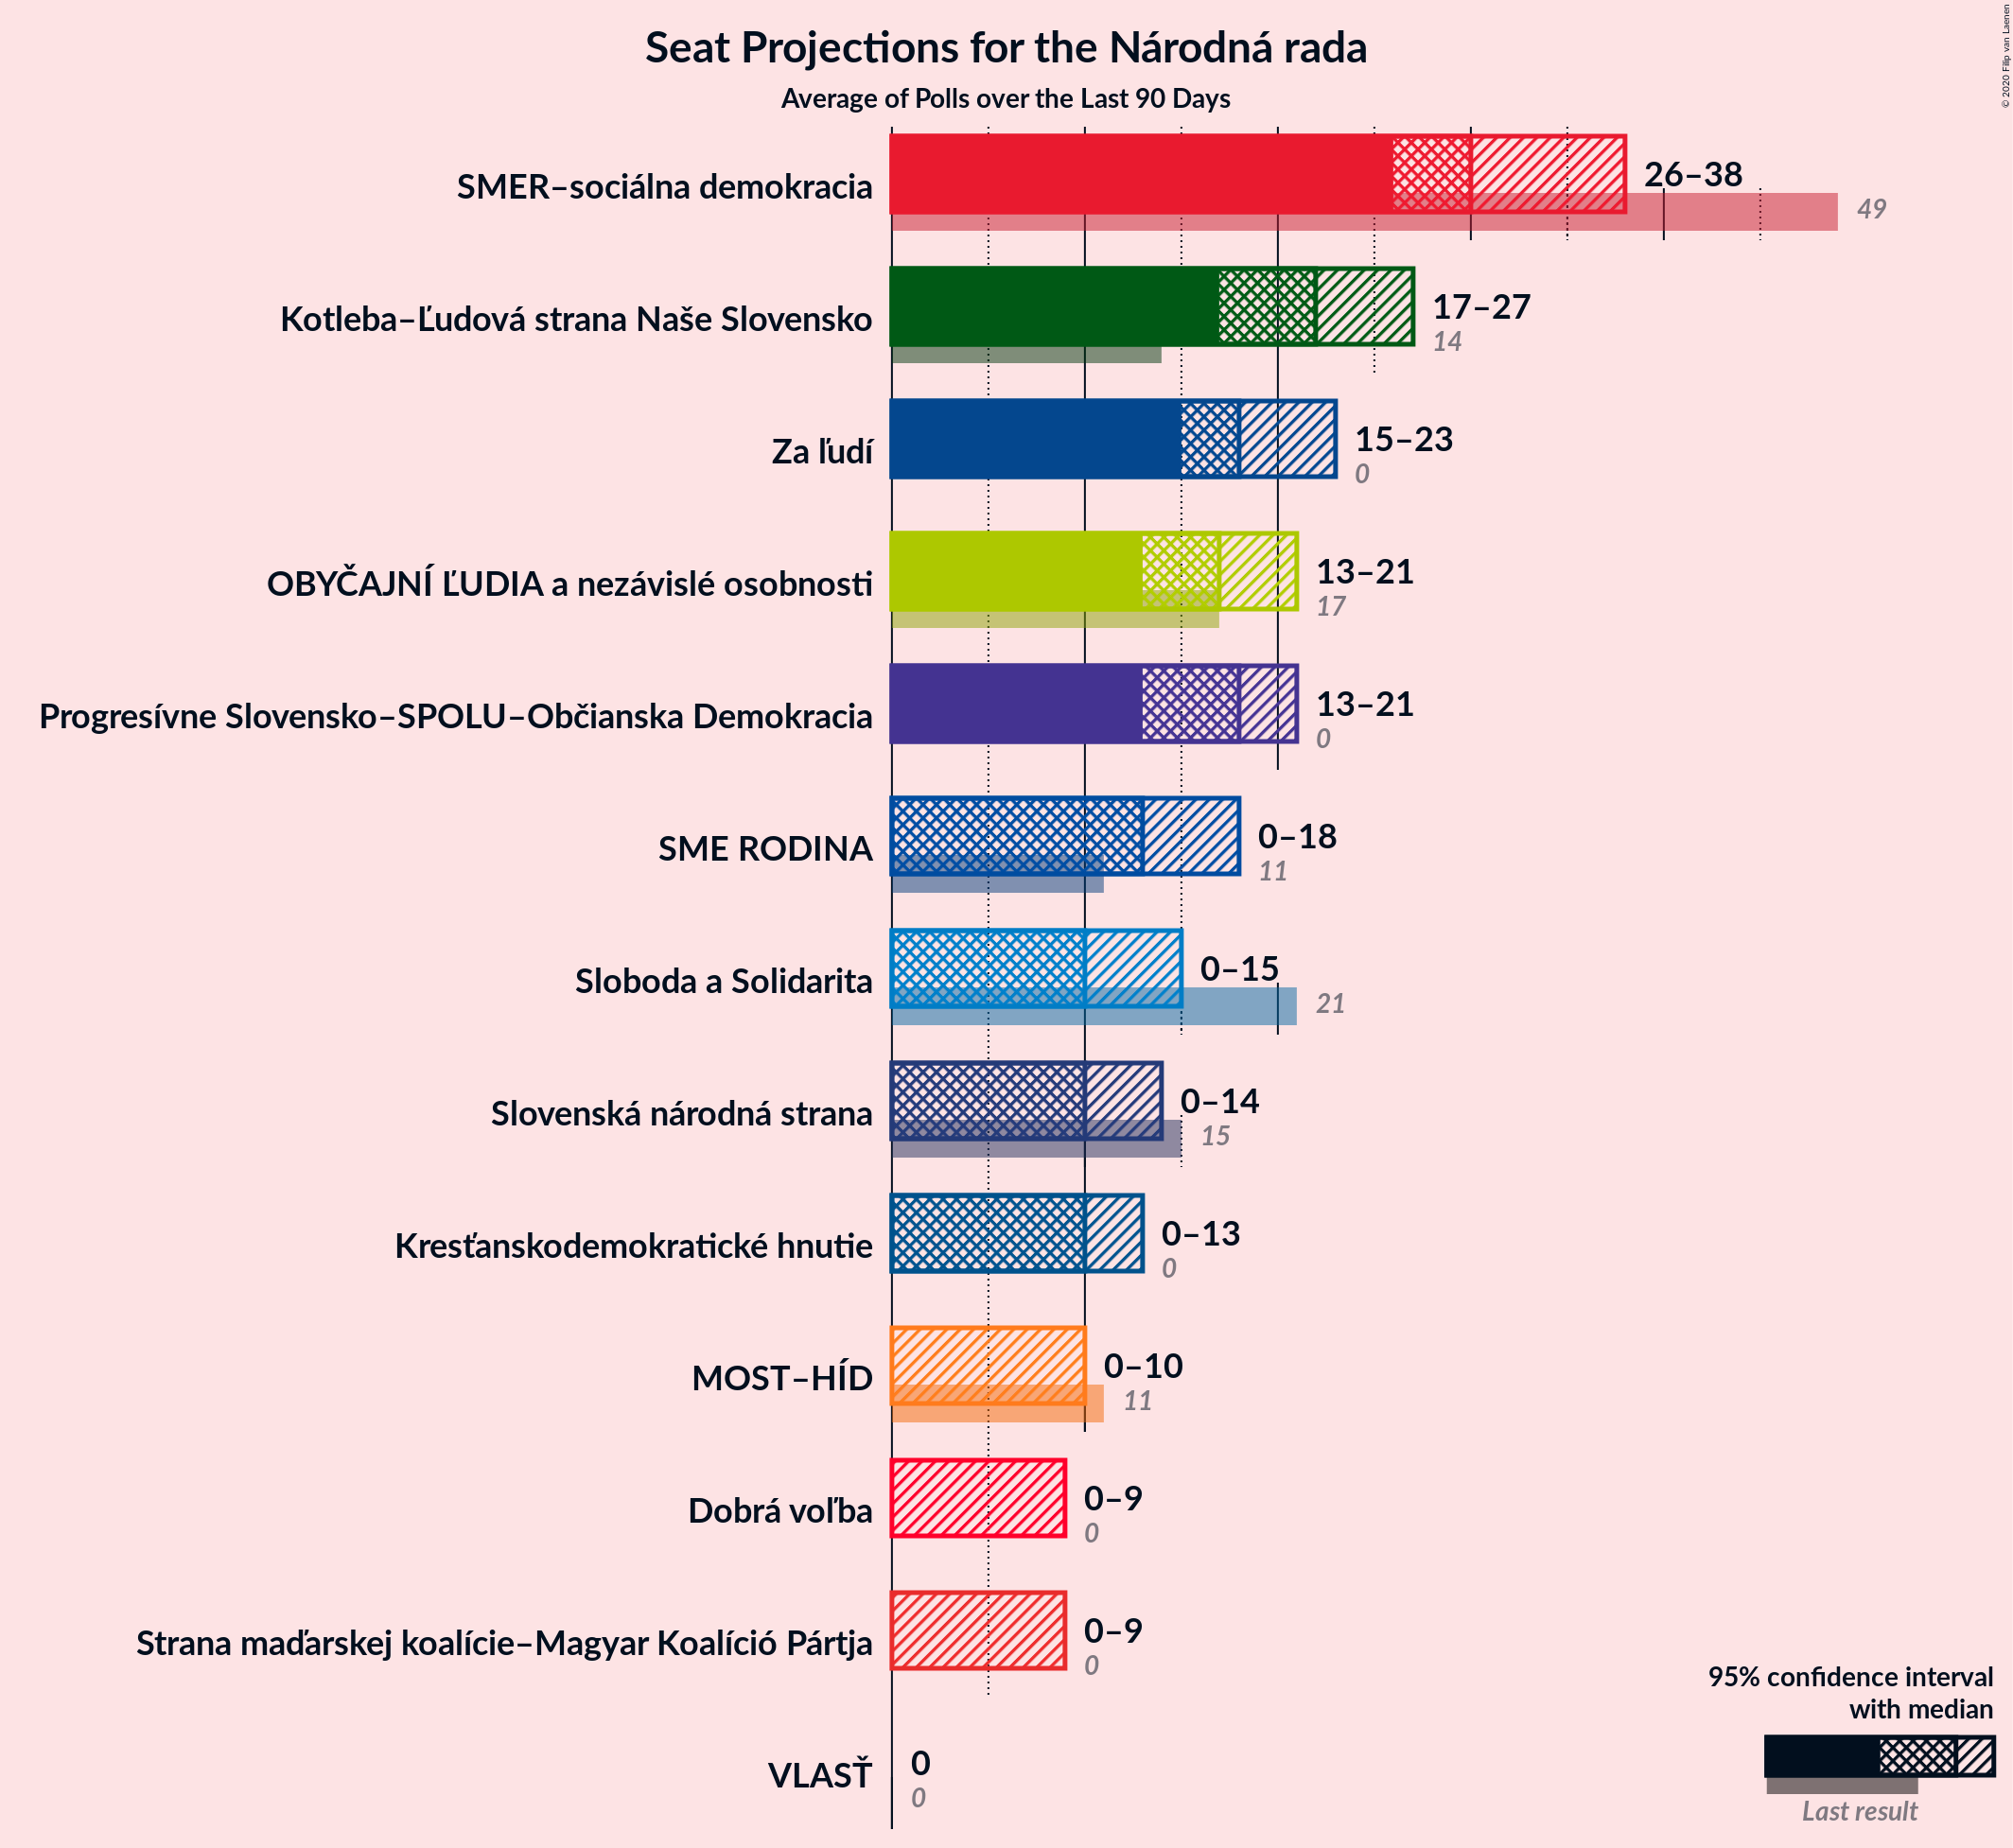 Seat Projections for the Národná rada
Average of Polls over the Last 90 Days
© 2020 Filip van Laenen
SMER–sociálna demokracia
26–38
49
Kotleba–Ľudová strana Naše Slovensko
17–27
14
Za ľudí
15–23
0
OBYČAJNÍ ĽUDIA a nezávislé osobnosti
13–21
17
Progresívne Slovensko–SPOLU–Občianska Demokracia
13–21
0
SME RODINA
0–18
11
Sloboda a Solidarita
0–15
21
Slovenská národná strana
0–14
15
Kresťanskodemokratické hnutie
0–13
0
MOST–HÍD
0–10
11
Dobrá voľba
0–9
0
Strana maďarskej koalície–Magyar Koalíció Pártja
0–9
0
VLASŤ
0
0
95% confidence interval
with median
Last result